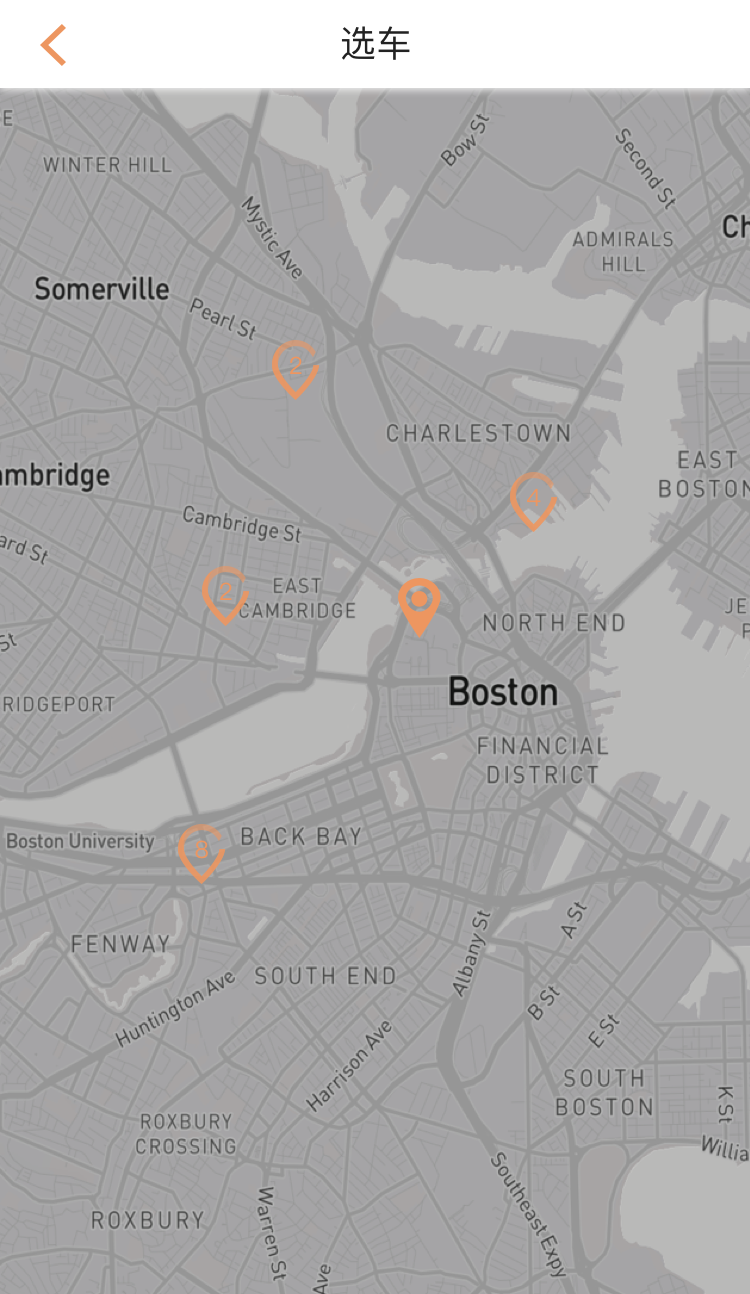 选车
E
WINTER HILL
Bow St
Second St
Mystic Ave
Ch
ADMIRALS
HILL
Somerville
Pearl St
2
CHARLESTOWN
EAST
BOSTON
ambridge
4
Cambridge St
ard St
2
EAST
CAMBRIDGE
NORTH END
JE
P
St
Boston
RIDGEPORT
FINANCIAL
DISTRICT
Boston University
8
BACK BAY
FENWAY
Albany St
A St
SOUTH END
Huntington Ave
B St
E St
Harrison Ave
SOUTH
BOSTON
K St
ROXBURY
CROSSING
Willia
ROXBURY
Warren St
Southeast Expy
Ave